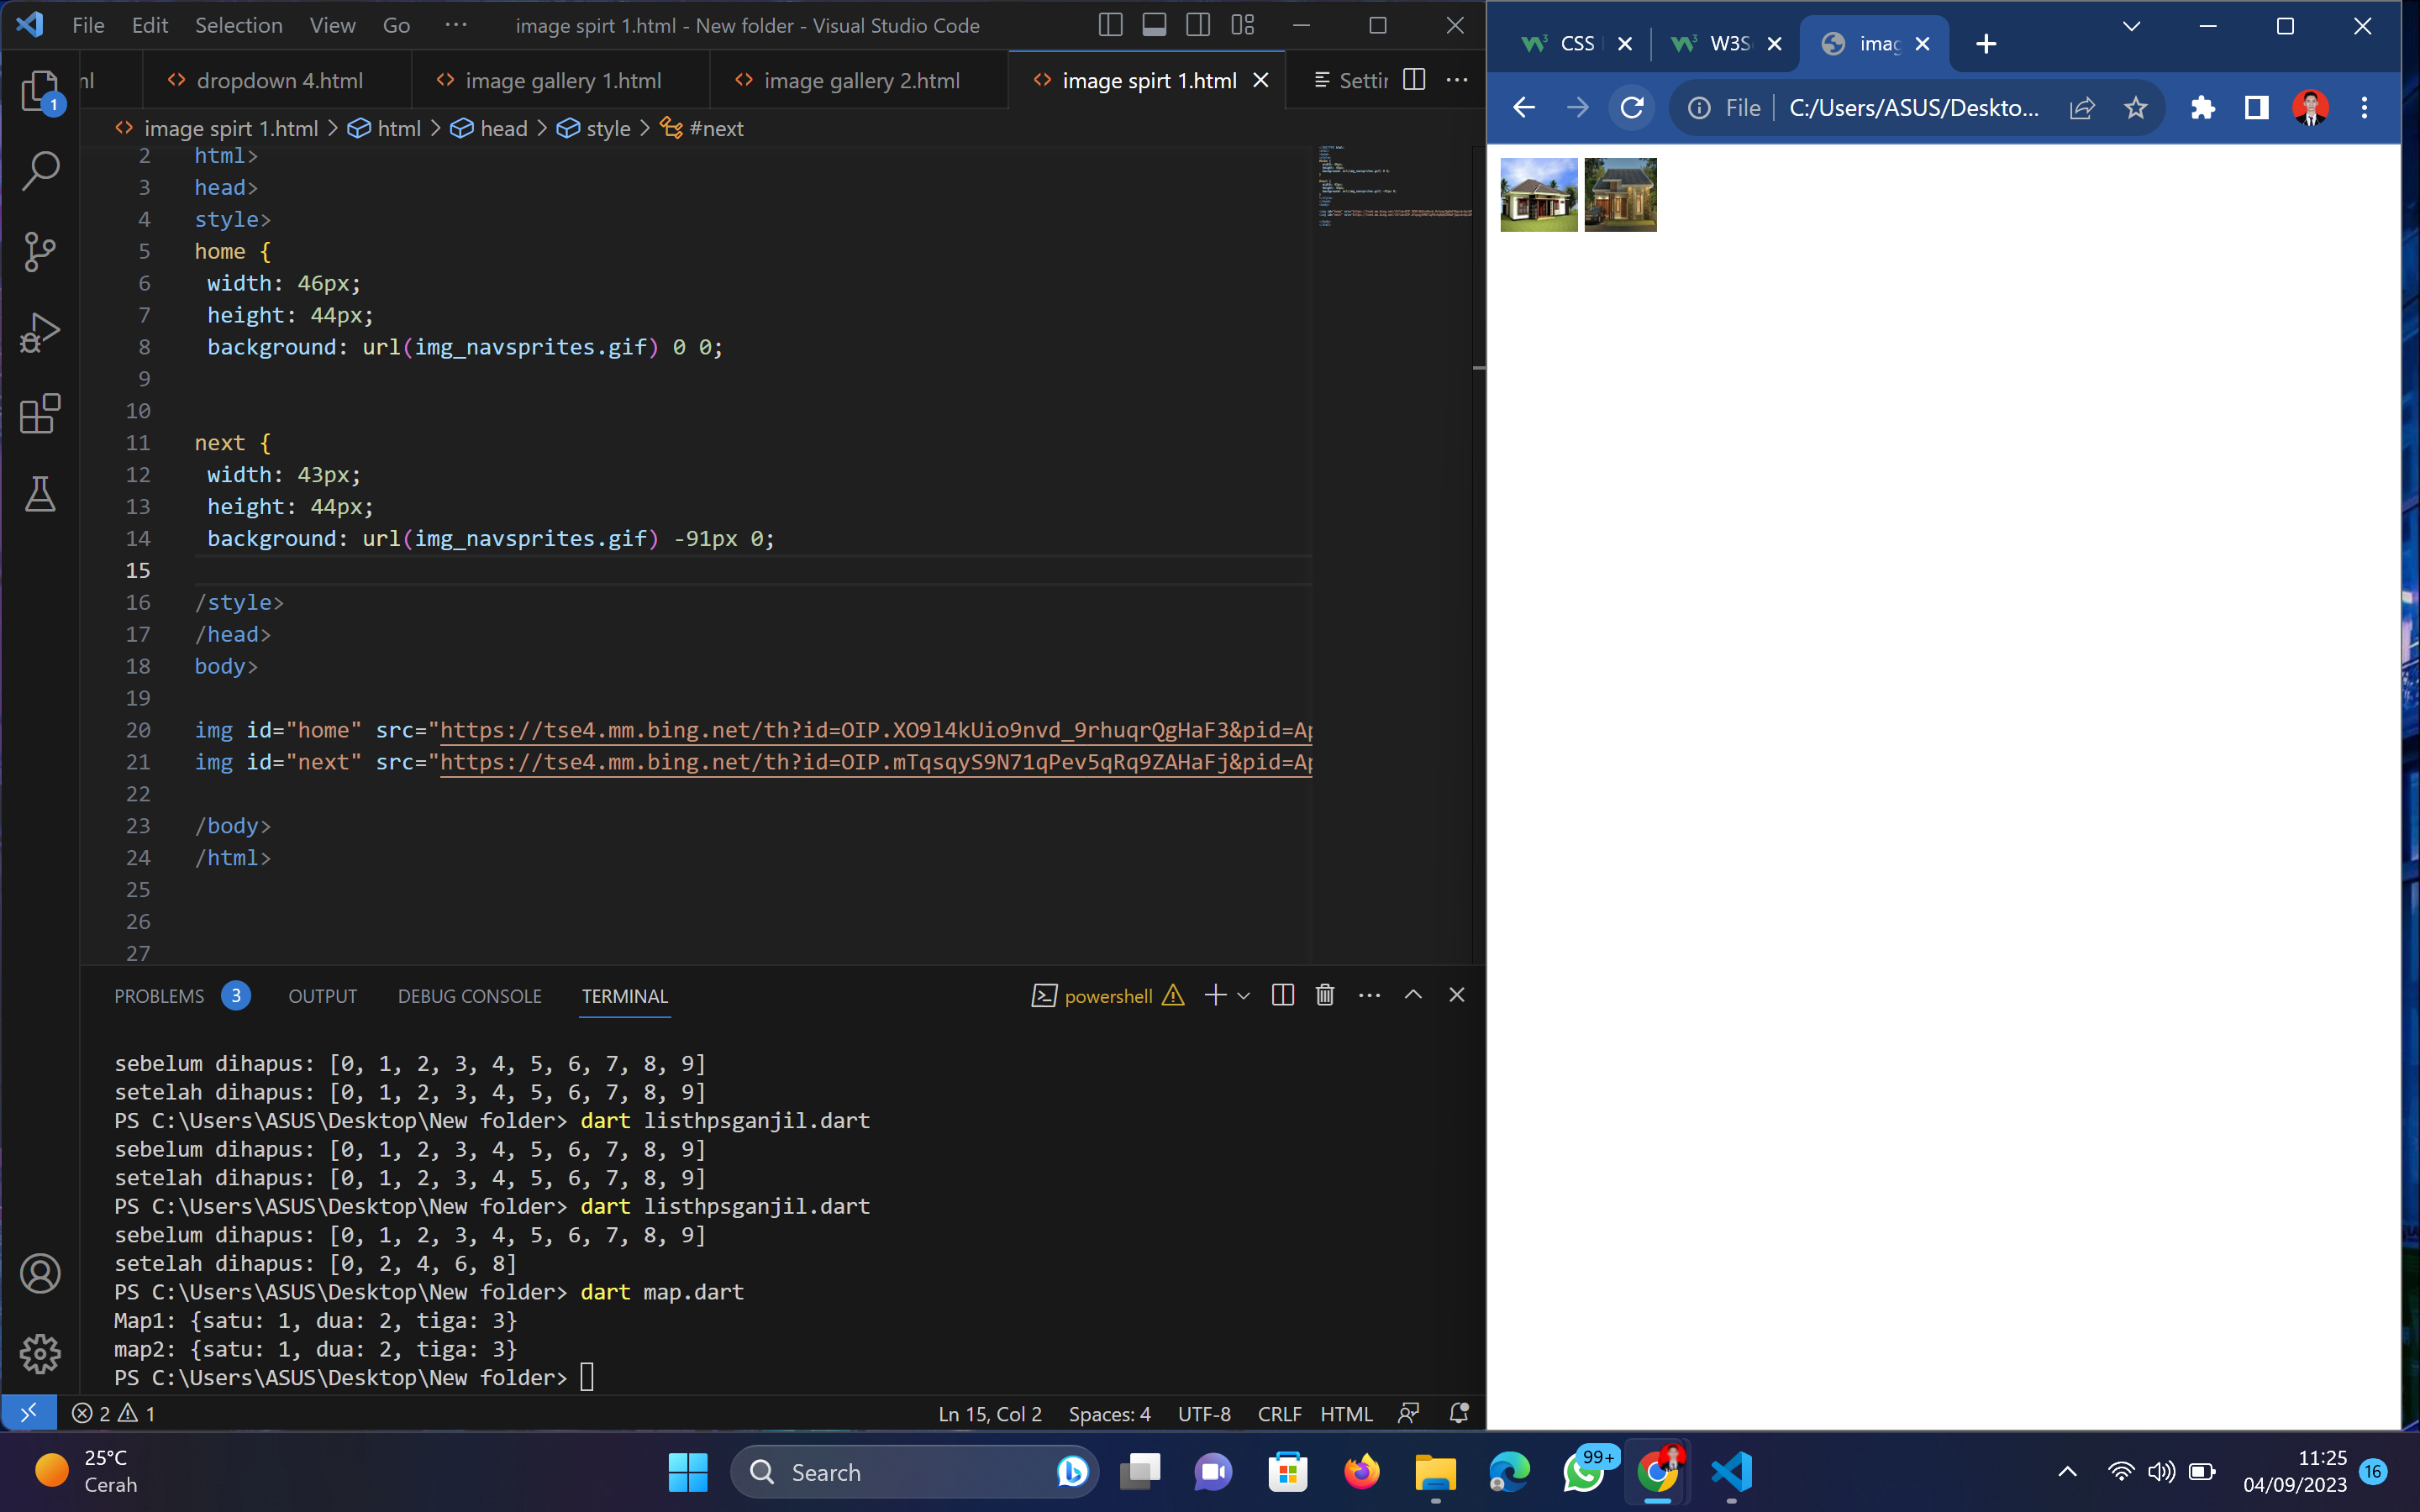 File Edit Selection View Go ··· image spirt 1.html - New folder - Visual Studio Code
dropdown 4.html image gallery 1.html image gallery 2.html image spirt 1.html Settir
image spirt 1.html > html > head > style > #next
2 html>
3 head>
4 style>
5 home {
6 width: 46px;
7 height: 44px;
8 background: url(img_navsprites.gif) 0 0;
9
10
11 next {
12 width: 43px;
13 height: 44px;
14 background: url(img_navsprites.gif) -91px 0;
15
16 /style>
17 /head>
18 body>
19
20 img id="home" src="https://tse4.mm.bing.net/th?id=OIP.XO9l4kUio9nvd_9rhuqrQgHaF3&pid=Ap
21 img id="next" src="https://tse4.mm.bing.net/th?id=OIP.mTqsqyS9N71qPev5qRq9ZAHaFj&pid=Ap
22
23 /body>
24 /html>
25
26
27
PROBLEMS 3 OUTPUT DEBUG CONSOLE TERMINAL powershell
sebelum dihapus: [0, 1, 2, 3, 4, 5, 6, 7, 8, 9]
setelah dihapus: [0, 1, 2, 3, 4, 5, 6, 7, 8, 9]
PS C:\Users\ASUS\Desktop\New folder> dart listhpsganjil.dart
sebelum dihapus: [0, 1, 2, 3, 4, 5, 6, 7, 8, 9]
setelah dihapus: [0, 1, 2, 3, 4, 5, 6, 7, 8, 9]
PS C:\Users\ASUS\Desktop\New folder> dart listhpsganjil.dart
sebelum dihapus: [0, 1, 2, 3, 4, 5, 6, 7, 8, 9]
setelah dihapus: [0, 2, 4, 6, 8]
PS C:\Users\ASUS\Desktop\New folder> dart map.dart
Map1: {satu: 1, dua: 2, tiga: 3}
map2: {satu: 1, dua: 2, tiga: 3}
PS C:\Users\ASUS\Desktop\New folder>
2 1 Ln 15, Col 2 Spaces: 4 UTF-8 CRLF HTML
CSS W3S imag
File C:/Users/ASUS/Deskto...
25°C
Cerah
Search
99+
11:25
04/09/2023
16